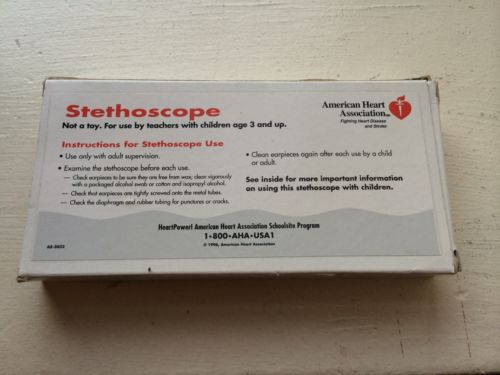 Stethoscope
Not a toy. For use by teachers with children age 3 and up.
American Heart
Association℠
Fighting Heart Disease
and Stroke
Instructions for Stethoscope Use
• Use only with adult supervision.
• Examine the stethoscope before each use.
— Check earpieces to be sure they are free from wax; clean vigorously
with a packaged alcohol swab or cotton and isopropyl alcohol.
— Check that earpieces are tightly screwed onto the metal tubes.
— Check the diaphragm and rubber tubing for punctures or cracks.
• Clean earpieces again after each use by a child
or adult.
See inside for more important information
on using this stethoscope with children.
HeartPower! American Heart Association Schoolsite Program
1-800-AHA-USA1
© 1996, American Heart Association